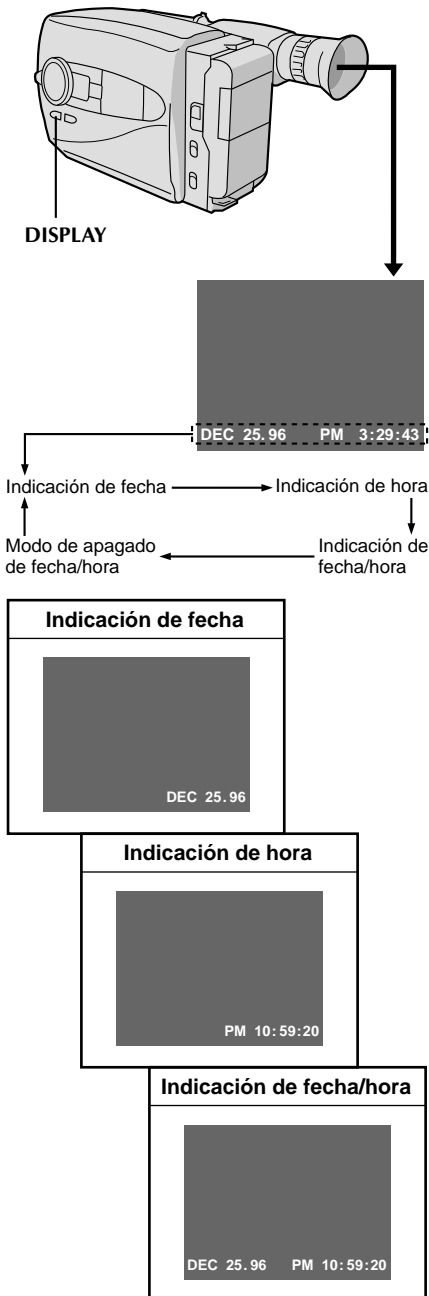 DISPLAY
DEC 25.96 PM 3:29:43
Indicación de fecha
Indicación de hora
Modo de apagado
de fecha/hora
Indicación de
fecha/hora
Indicación de fecha
DEC 25.96
Indicación de hora
PM 10:59:20
Indicación de fecha/hora
DEC 25.96 PM 10:59:20